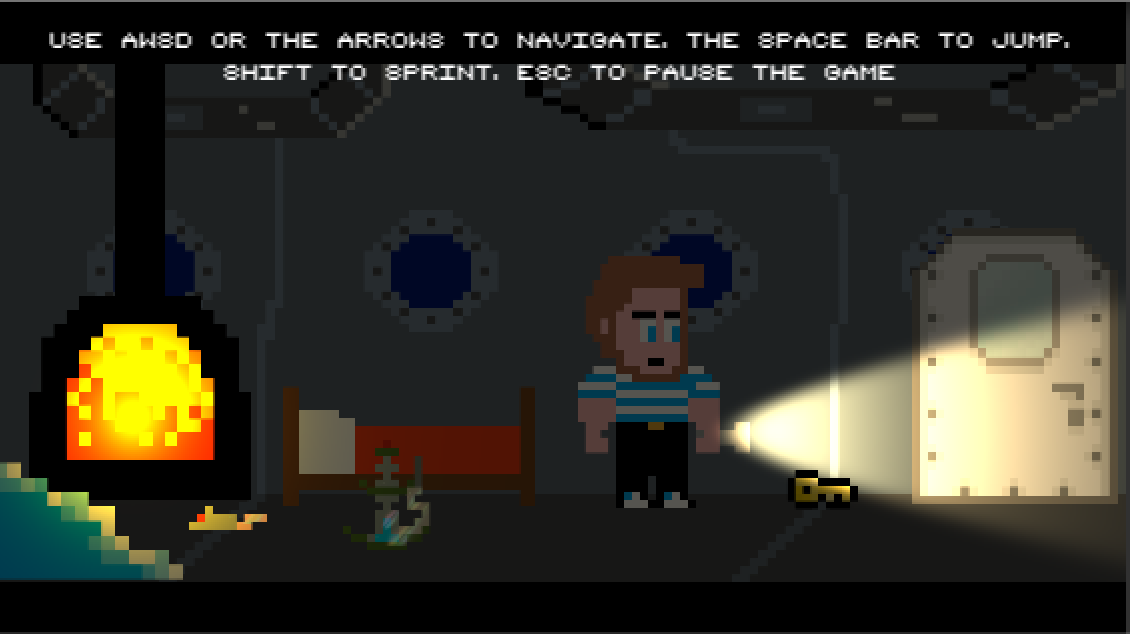 USE AWSD OR THE ARROWS TO NAVIGATE. THE SPACE BAR TO JUMP.
SHIFT TO SPRINT. ESC TO PAUSE THE GAME